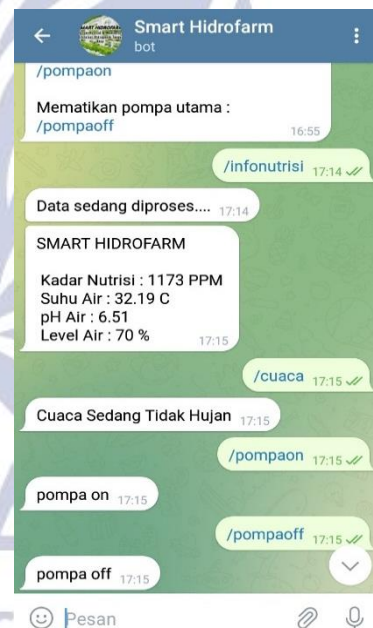 Smart Hidrofarm
bot
/pompaon
Mematikan pompa utama :
/pompaoff
16:55
/infonutrisi 17:14
Data sedang diproses.... 17:14
SMART HIDROFARM
Kadar Nutrisi : 1173 PPM
Suhu Air : 32.19 C
pH Air : 6.51
Level Air : 70 %
17:15
/cuaca 17:15
Cuaca Sedang Tidak Hujan 17:15
/pompaon 17:15
pompa on 17:15
/pompaoff 17:15
pompa off 17:15
Pesan